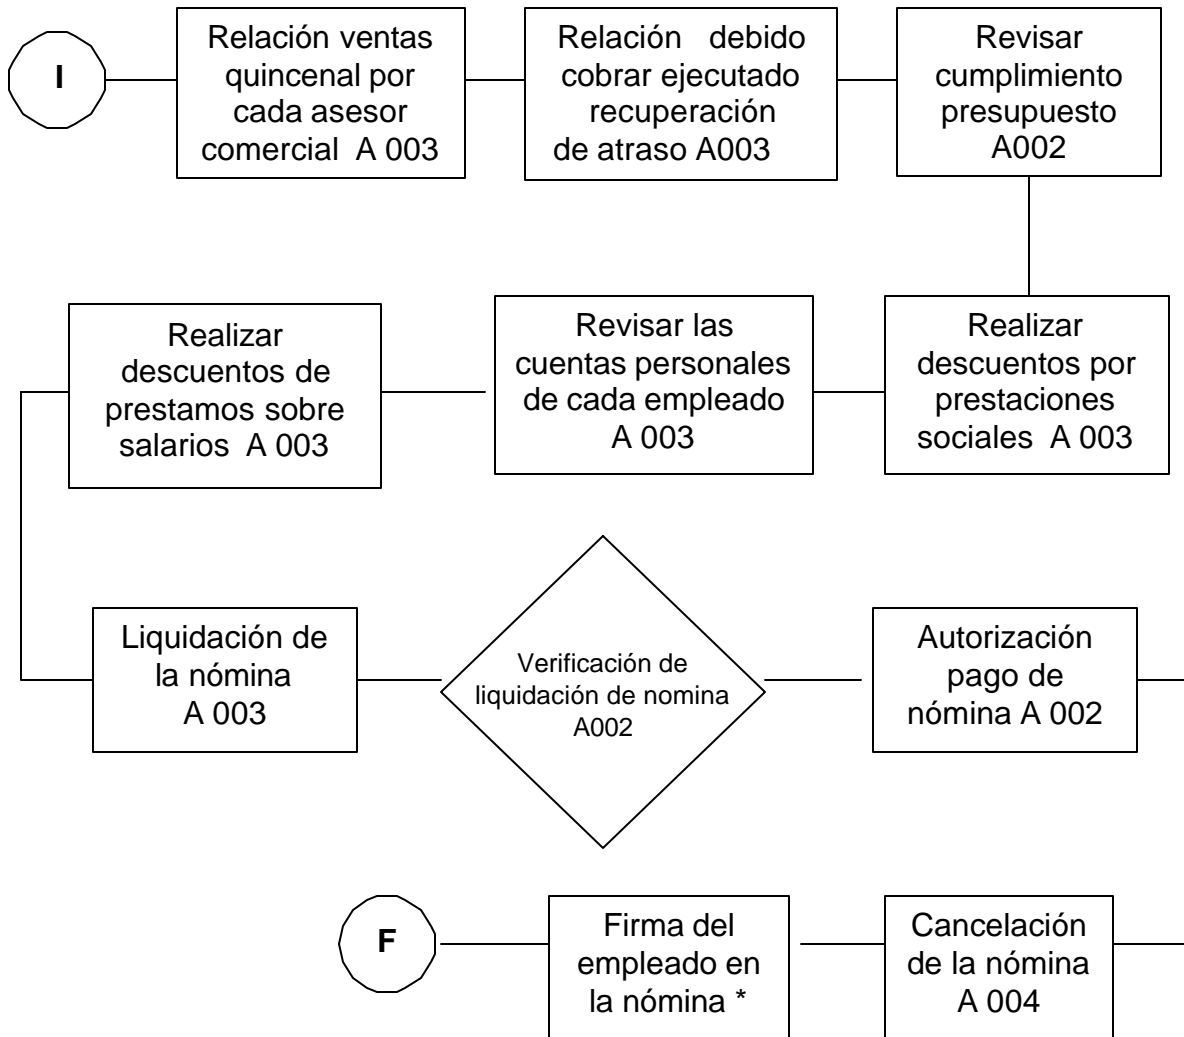 I
Relación ventas
quincenal por
cada asesor
comercial A 003
Relación debido
cobrar ejecutado
recuperación
de atraso A003
Revisar
cumplimiento
presupuesto
A002
Realizar
descuentos por
prestaciones
sociales A 003
Revisar las
cuentas personales
de cada empleado
A 003
Realizar
descuentos de
prestamos sobre
salarios A 003
Liquidación de
la nómina
A 003
Verificación de
liquidación de nomina
A002
Autorización
pago de
nómina A 002
Cancelación
de la nómina
A 004
Firma del
empleado en
la nómina *
F